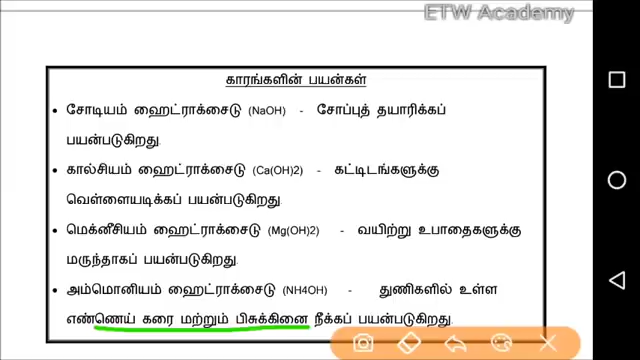 ETW Academy
காரங்களின் பயன்கள்
• சோடியம் ஹைட்ராக்சைடு (NaOH) - சோப்புத் தயாரிக்கப்
பயன்படுகிறது.
• கால்சியம் ஹைட்ராக்சைடு (Ca(OH)2) - கட்டிடங்களுக்கு
வெள்ளையடிக்கப் பயன்படுகிறது.
• மெக்னீசியம் ஹைட்ராக்சைடு (Mg(OH)2) - வயிற்று உபாதைகளுக்கு
மருந்தாகப் பயன்படுகிறது.
• அம்மோனியம் ஹைட்ராக்சைடு (NH4OH) - துணிகளில் உள்ள
எண்ணெய் கரை மற்றும் பிசுக்கினை நீக்கப் பயன்படுகிறது.